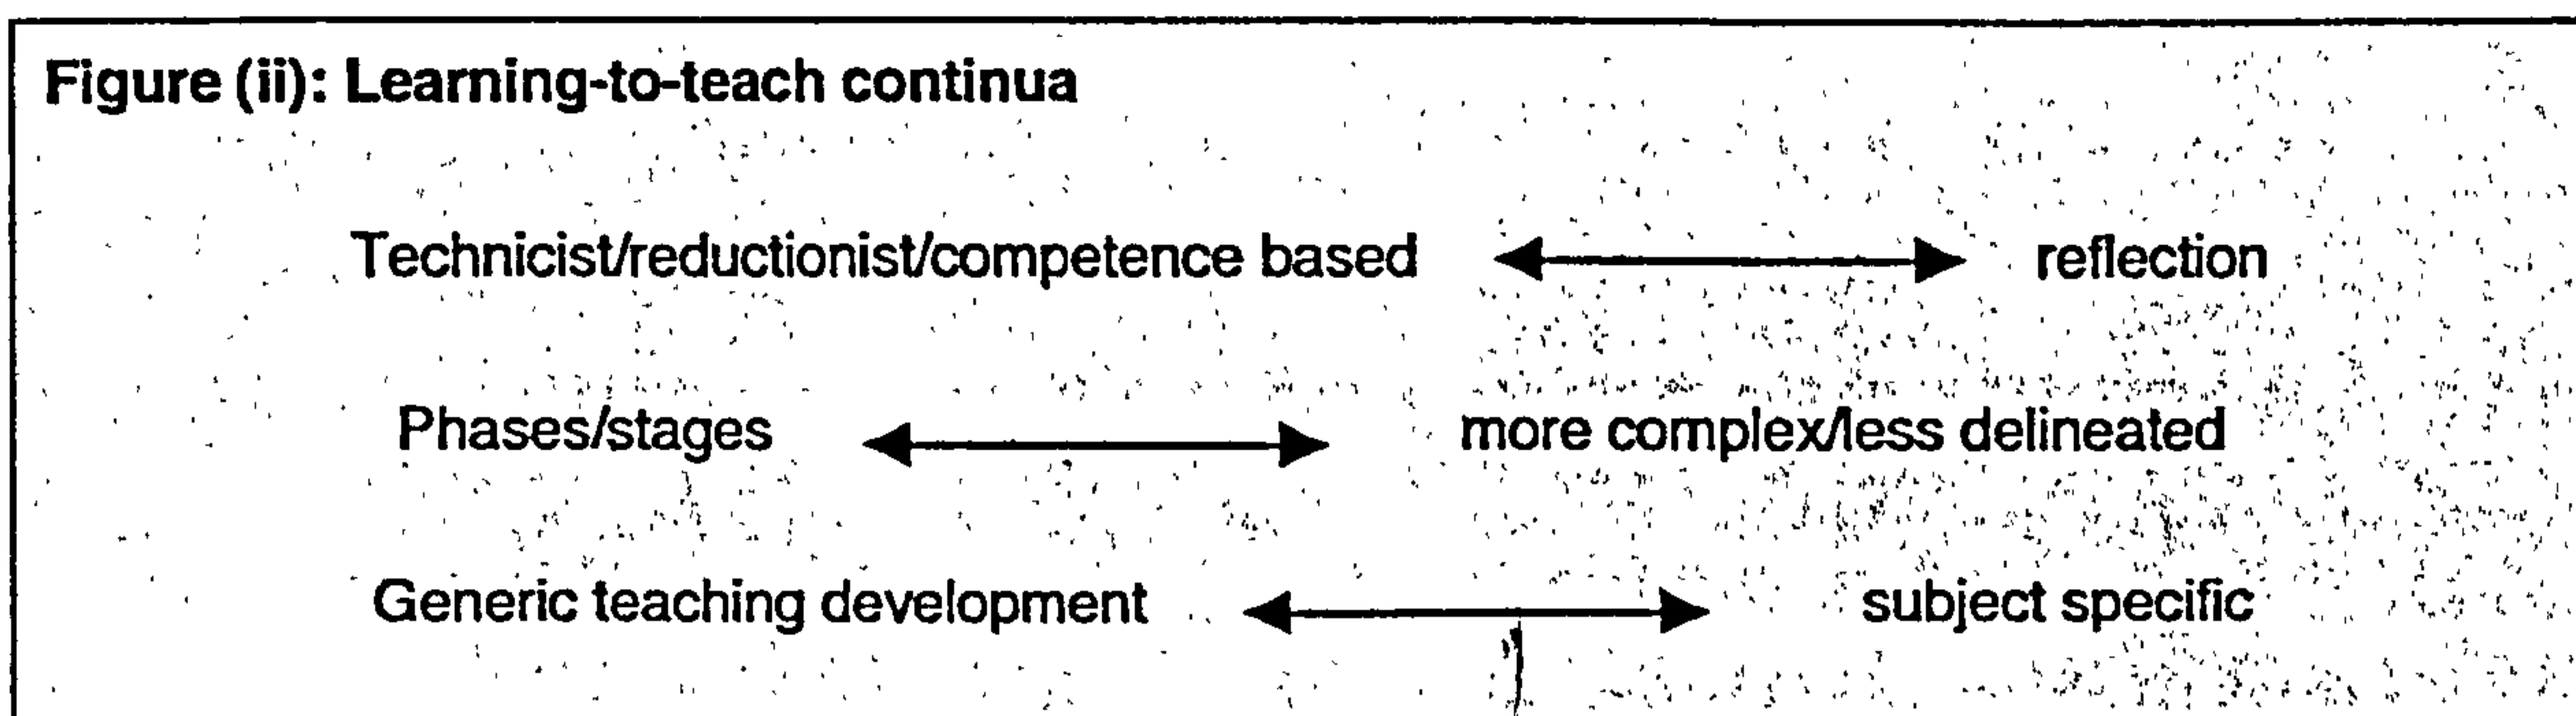 Figure (ii): Learning-to-teach continua
Technicist/reductionist/competence based reflection
Phases/stages more complex/less delineated
Generic teaching development subject specific